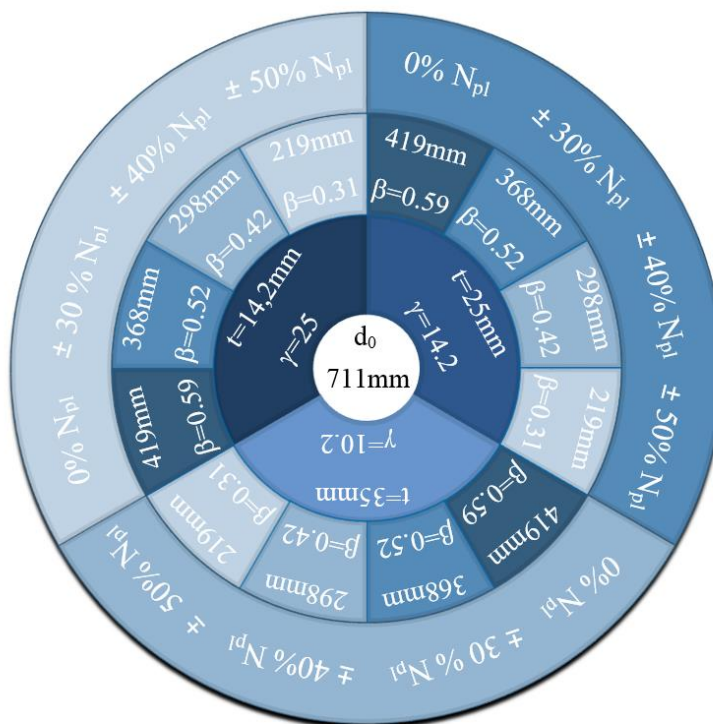 d₀
711mm
t=25mm
γ=14.2
419mm
β=0.59
368mm
β=0.52
298mm
β=0.42
219mm
β=0.31
0% Nₚₗ
± 30% Nₚₗ
± 40% Nₚₗ
± 50% Nₚₗ
t=35mm
γ=10.2
419mm
β=0.59
368mm
β=0.52
298mm
β=0.42
219mm
β=0.31
0% Nₚₗ
± 30 % Nₚₗ
± 40% Nₚₗ
± 50% Nₚₗ
t=14,2mm
γ=25
419mm
β=0.59
368mm
β=0.52
298mm
β=0.42
219mm
β=0.31
0% Nₚₗ
± 30 % Nₚₗ
± 40% Nₚₗ
± 50% Nₚₗ